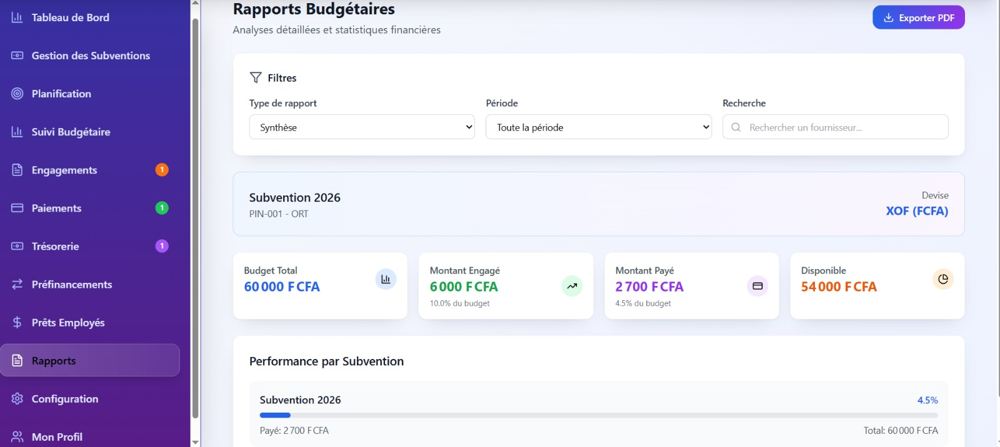 Tableau de Bord
Gestion des Subventions
Planification
Suivi Budgétaire
Engagements 1
Paiements 1
Trésorerie 1
Préfinancements
Prêts Employés
Rapports
Configuration
Mon Profil
Rapports Budgétaires
Analyses détaillées et statistiques financières
Exporter PDF
Filtres
Type de rapport
Synthèse
Période
Toute la période
Recherche
Rechercher un fournisseur...
Subvention 2026
PIN-001 - ORT
Devise
XOF (FCFA)
Budget Total
60 000 F CFA
Montant Engagé
6 000 F CFA
10.0% du budget
Montant Payé
2 700 F CFA
4.5% du budget
Disponible
54 000 F CFA
Performance par Subvention
Subvention 2026 4.5%
Payé: 2 700 F CFA Total: 60 000 F CFA